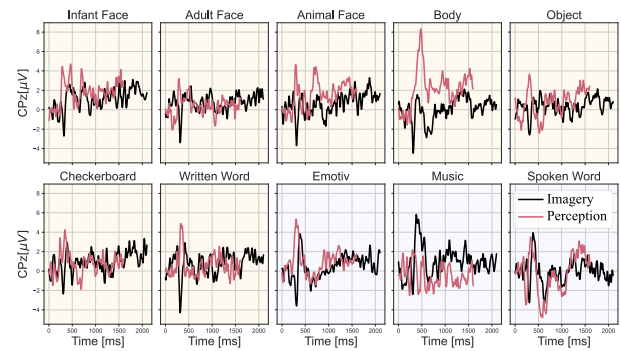 Infant Face Adult Face Animal Face Body Object
CPz[μV]
8
6
4
2
0
−2
−4
Checkerboard Written Word Emotiv Music Spoken Word
CPz[μV]
8
6
4
2
0
−2
−4
Imagery
Perception
0 500 1000 1500 2000 0 500 1000 1500 2000 0 500 1000 1500 2000 0 500 1000 1500 2000 0 500 1000 1500 2000
Time [ms] Time [ms] Time [ms] Time [ms] Time [ms]